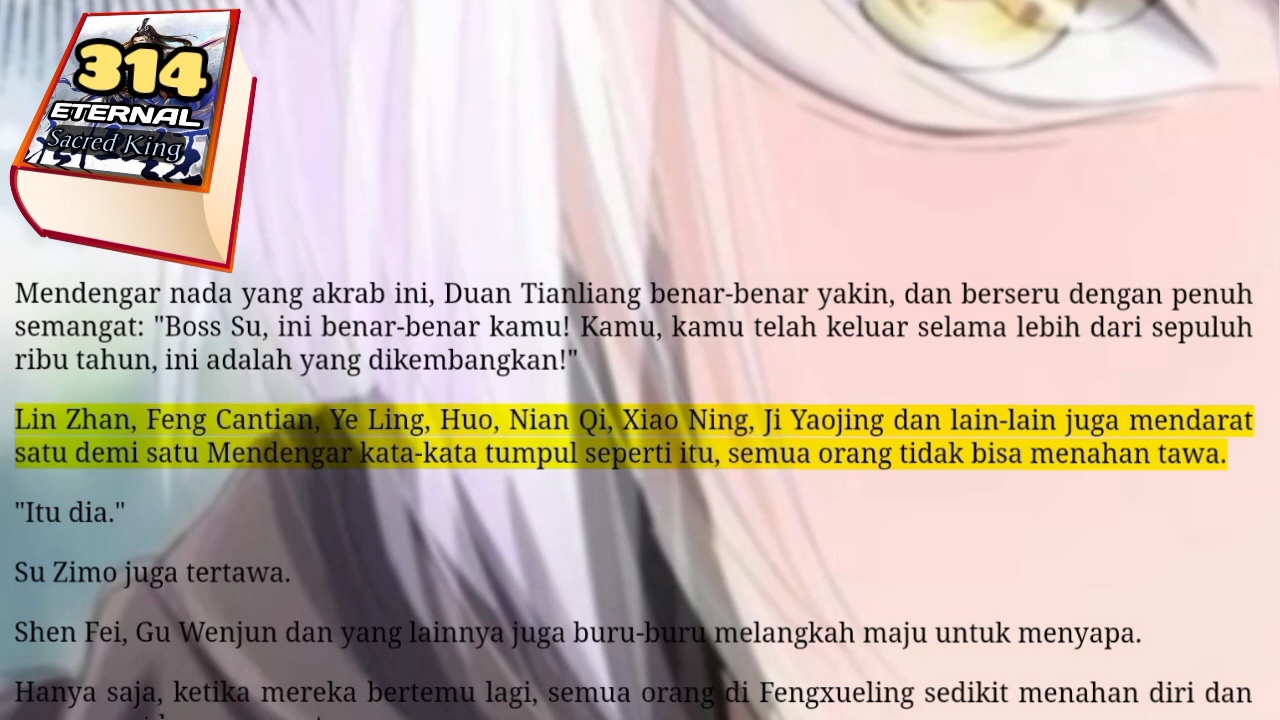 314
ETERNAL
Sacred King
Mendengar nada yang akrab ini, Duan Tianliang benar-benar yakin, dan berseru dengan penuh
semangat: "Boss Su, ini benar-benar kamu! Kamu, kamu telah keluar selama lebih dari sepuluh
ribu tahun, ini adalah yang dikembangkan!"
Lin Zhan, Feng Cantian, Ye Ling, Huo, Nian Qi, Xiao Ning, Ji Yaojing dan lain-lain juga mendarat
satu demi satu Mendengar kata-kata tumpul seperti itu, semua orang tidak bisa menahan tawa.
"Itu dia."
Su Zimo juga tertawa.
Shen Fei, Gu Wenjun dan yang lainnya juga buru-buru melangkah maju untuk menyapa.
Hanya saja, ketika mereka bertemu lagi, semua orang di Fengxueling sedikit menahan diri dan